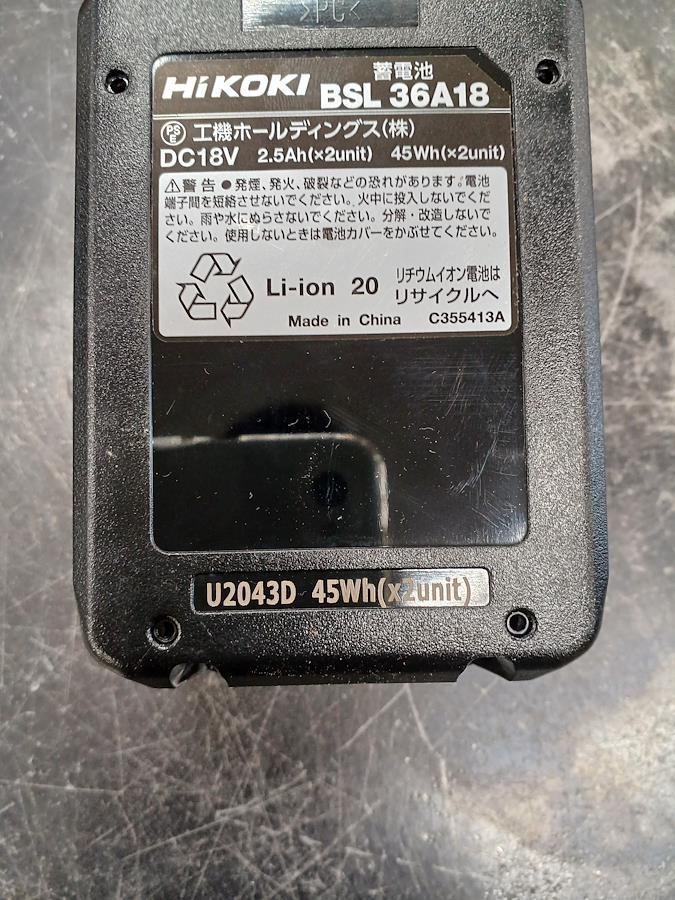 >PC<
HiKOKI 蓄電池
BSL 36A18
PSE 工機ホールディングス(株)
DC18V 2.5Ah(×2unit) 45Wh(×2unit)
⚠警告 ●発煙、発火、破裂などの恐れがあります。電池
端子間を短絡させないでください。火中に投入しないでくだ
さい。雨や水にぬらさないでください。分解・改造しないで
ください。使用しないときは電池カバーをかぶせてください。
Li-ion 20 リチウムイオン電池は
リサイクルへ
Made in China C355413A
U2043D 45Wh(x2unit)